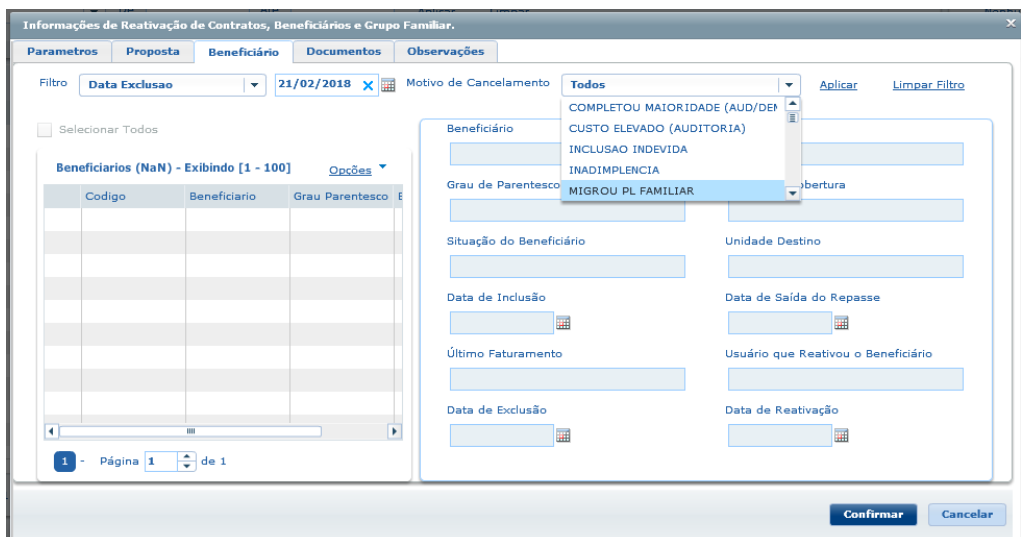 Informações de Reativação de Contratos, Beneficiários e Grupo Familiar.
Parametros Proposta Beneficiário Documentos Observações
Filtro Data Exclusao 21/02/2018 Motivo de Cancelamento Todos Aplicar Limpar Filtro
COMPLETOU MAIORIDADE (AUD/DEM
CUSTO ELEVADO (AUDITORIA)
INCLUSAO INDEVIDA
INADIMPLENCIA
MIGROU PL FAMILIAR
Selecionar Todos
Beneficiarios (NaN) - Exibindo [1 - 100] Opções
Codigo Beneficiario Grau Parentesco
1 - Página 1 de 1
Beneficiário
Grau de Parentesco
Situação do Beneficiário Unidade Destino
Data de Inclusão Data de Saída do Repasse
Último Faturamento Usuário que Reativou o Beneficiário
Data de Exclusão Data de Reativação
Confirmar Cancelar